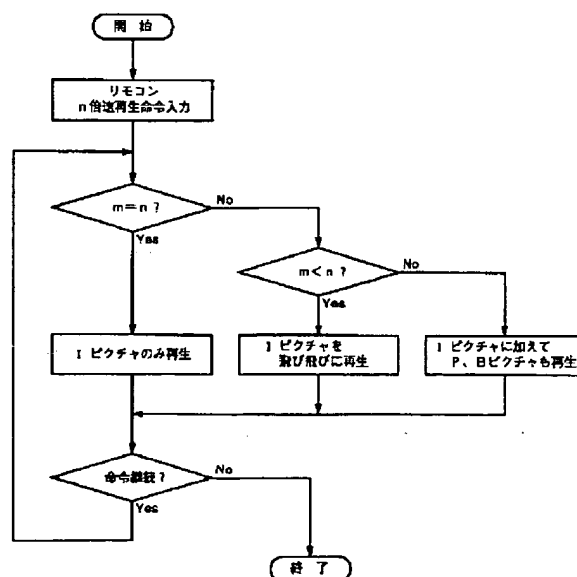 開 始
リモコン
n倍速再生命令入力
m=n ?
No
Yes
m<n ?
No
Yes
I ピクチャのみ再生
I ピクチャを
飛び飛びに再生
I ピクチャに加えて
P、Bピクチャも再生
命令継続?
No
Yes
終 了